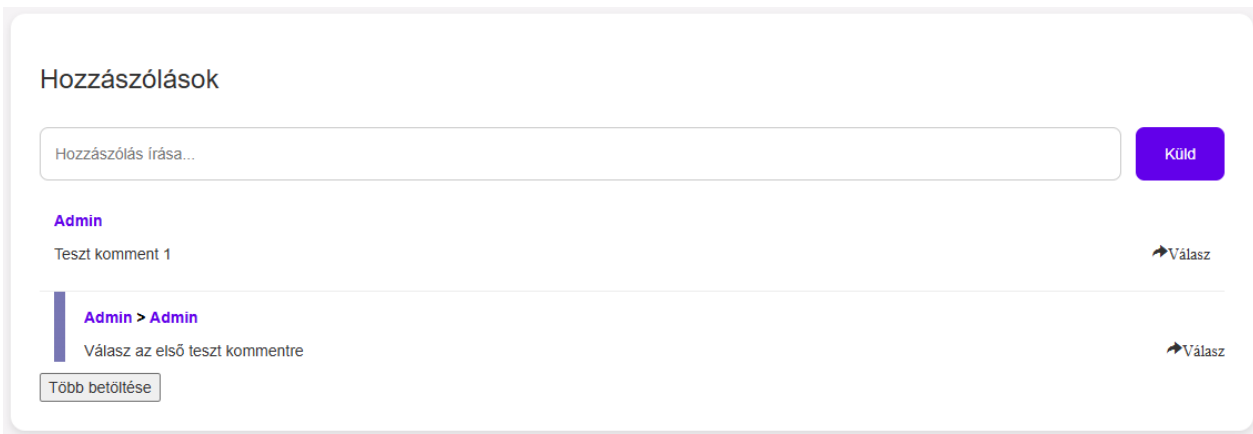 Hozzászólások
Hozzászólás írása...
Küld
Admin
Teszt komment 1
Válasz
Admin > Admin
Válasz az első teszt kommentre
Válasz
Több betöltése